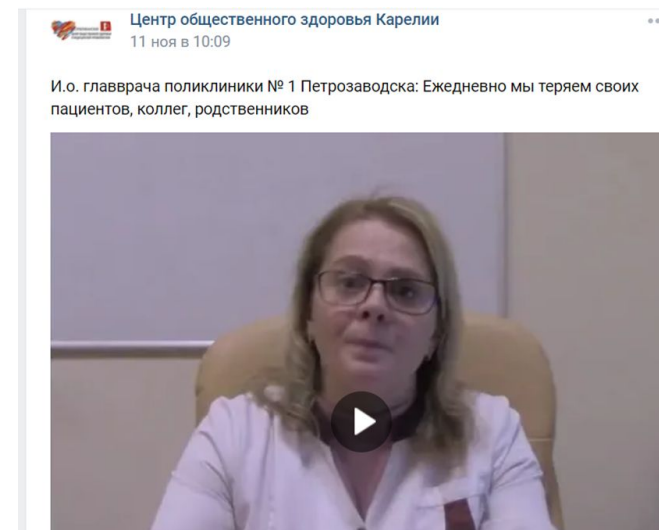 Центр общественного здоровья Карелии
11 ноя в 10:09
И.о. главврача поликлиники № 1 Петрозаводска: Ежедневно мы теряем своих
пациентов, коллег, родственников